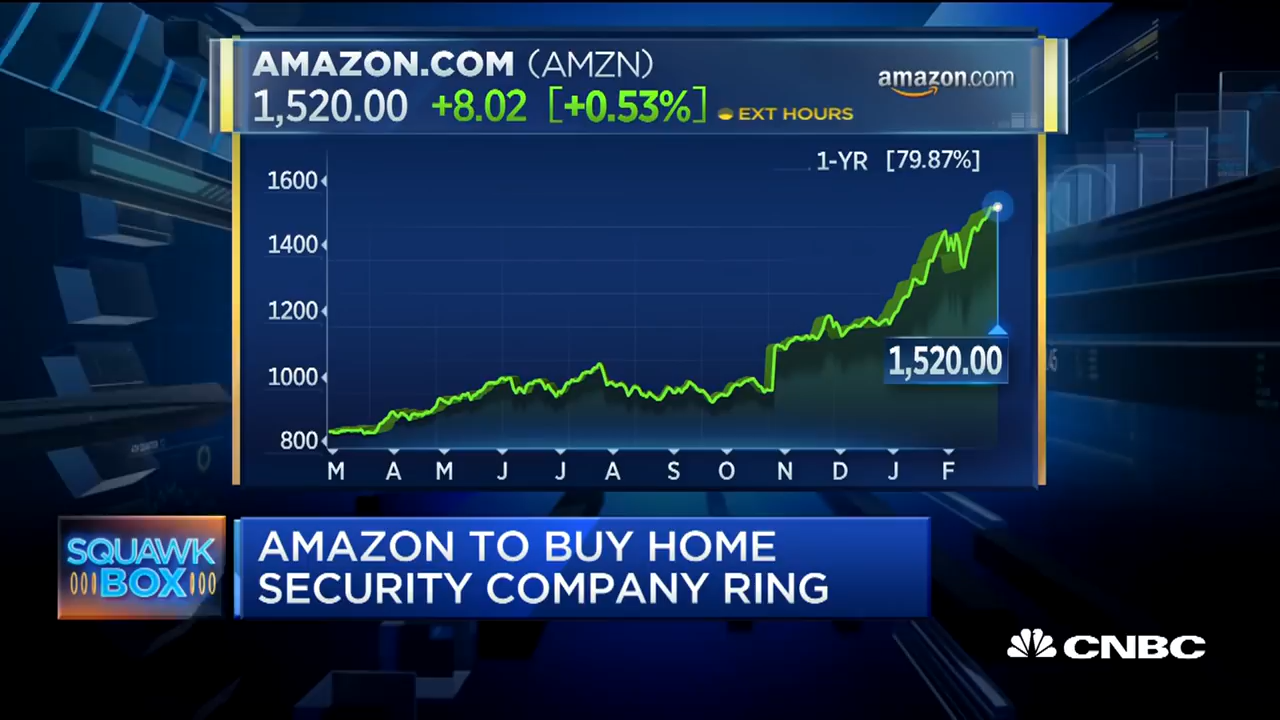 AMAZON.COM (AMZN)
1,520.00 +8.02 [+0.53%] EXT HOURS
amazon.com
1-YR [79.87%]
1600
1400
1200
1000
800
1,520.00
M A M J J A S O N D J F
SQUAWK
BOX
AMAZON TO BUY HOME
SECURITY COMPANY RING
CNBC